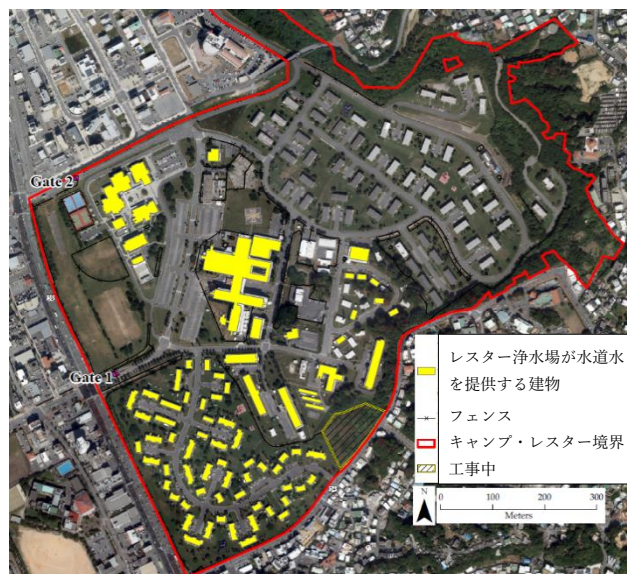 Gate 2
Gate 1
レスター浄水場が水道水
を提供する建物
フェンス
キャンプ・レスター境界
工事中
N
0 100 200 300
Meters